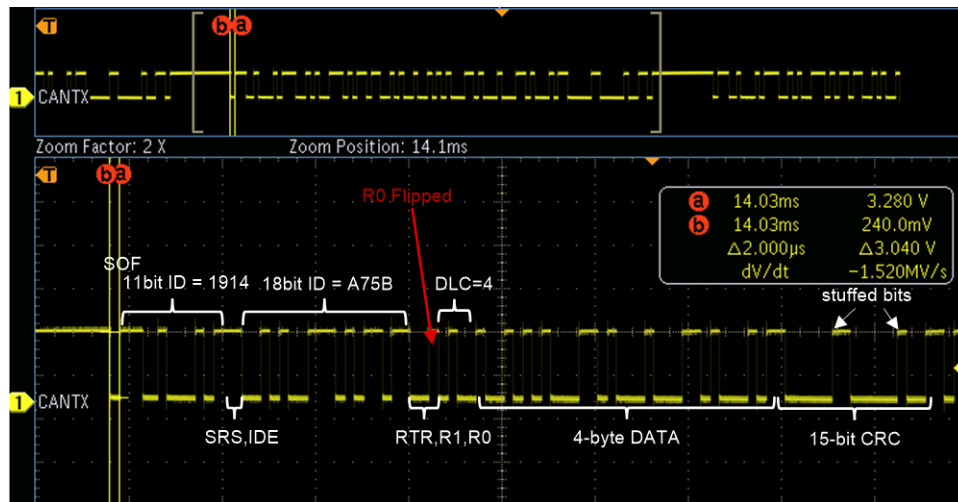 T
b a
1 CANTX
Zoom Factor: 2 X Zoom Position: 14.1ms
T
b a
R0 Flipped
a 14.03ms 3.280 V
b 14.03ms 240.0mV
Δ2.000µs Δ3.040 V
dV/dt -1.520MV/s
SOF
11bit ID = 1914 18bit ID = A75B DLC=4
stuffed bits
1 CANTX
SRS,IDE RTR,R1,R0 4-byte DATA 15-bit CRC